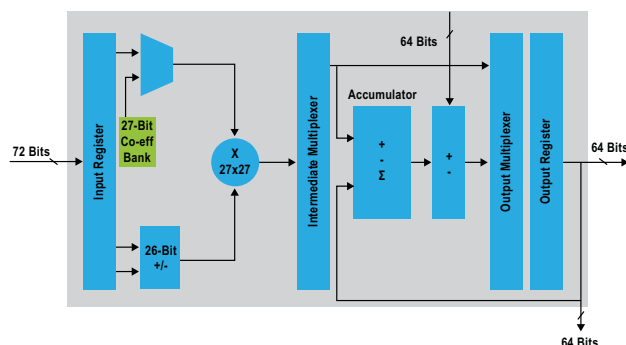 64 Bits
Accumulator
72 Bits
Input Register
27-Bit
Co-eff
Bank
X
27x27
26-Bit
+/-
Intermediate Multiplexer
+
-
Σ
+
-
Output Multiplexer
Output Register
64 Bits
64 Bits